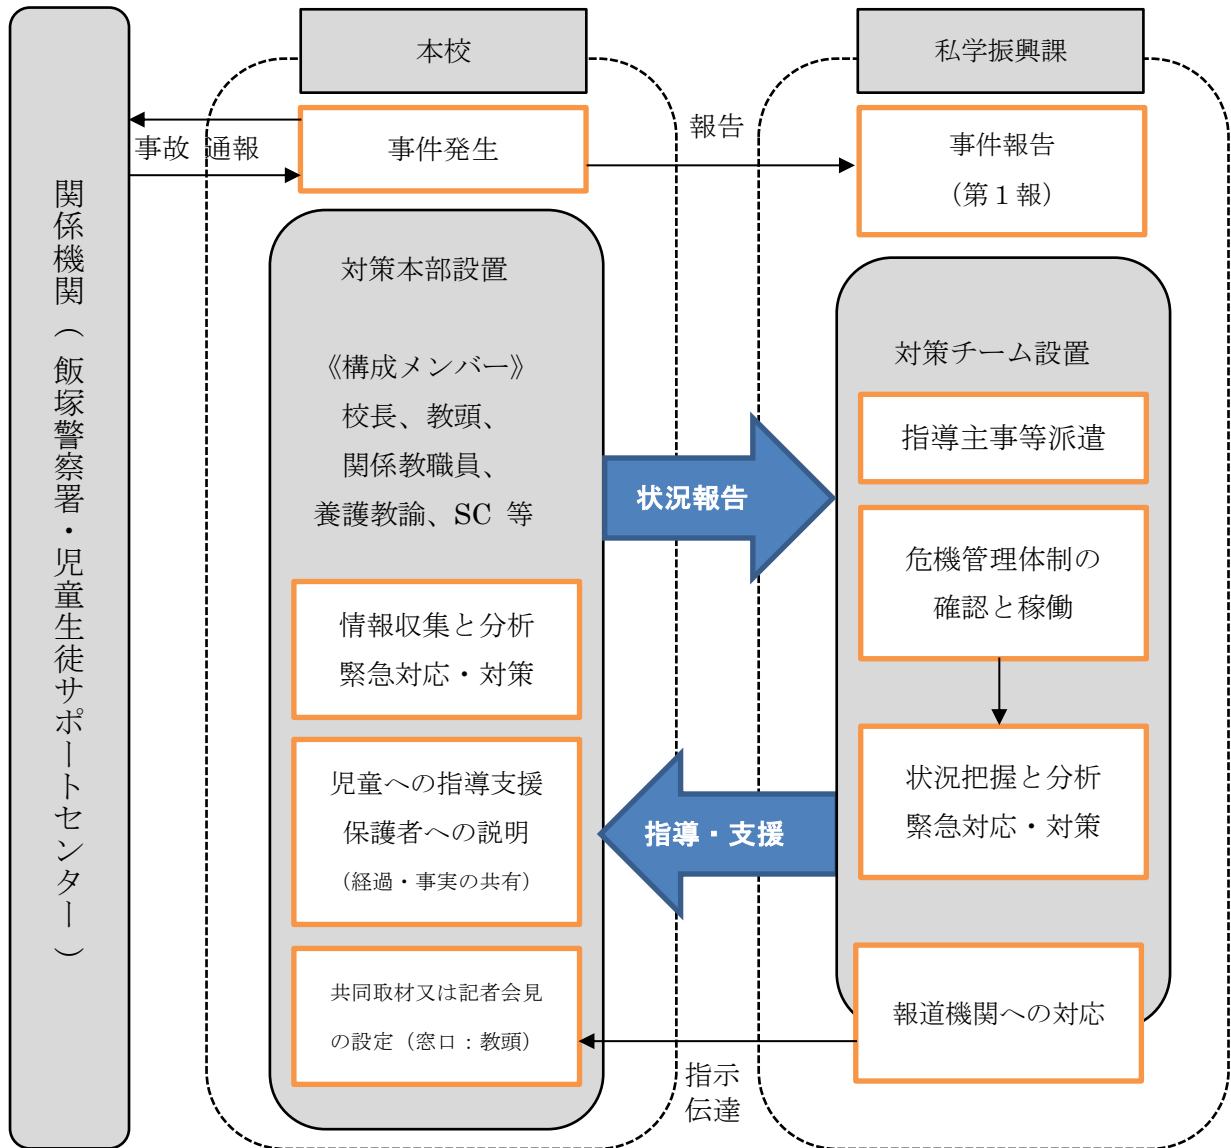 関係機関（飯塚警察署・児童生徒サポートセンター）
本校
事故 通報
事件発生
報告
対策本部設置
《構成メンバー》
校長、教頭、
関係教職員、
養護教諭、SC 等
情報収集と分析
緊急対応・対策
児童への指導支援
保護者への説明
（経過・事実の共有）
共同取材又は記者会見
の設定（窓口：教頭）
状況報告
指導・支援
指示
伝達
私学振興課
事件報告
（第１報）
対策チーム設置
指導主事等派遣
危機管理体制の
確認と稼働
状況把握と分析
緊急対応・対策
報道機関への対応